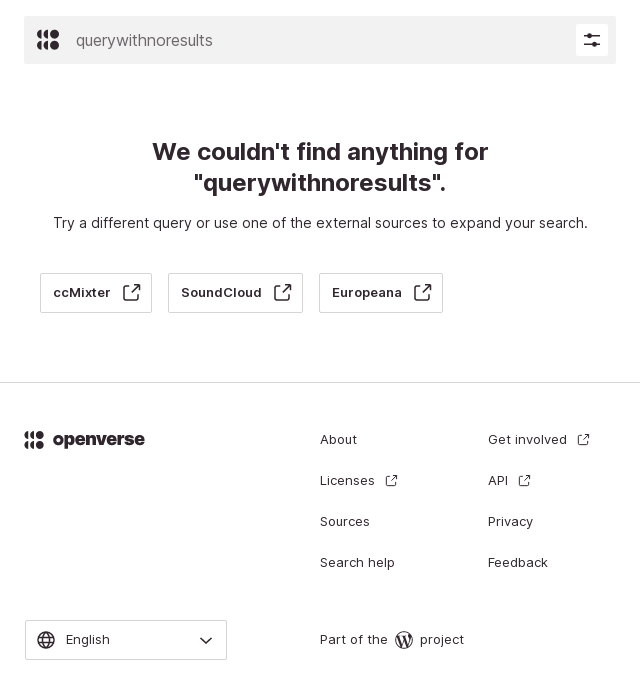 querywithnoresults
We couldn't find anything for
"querywithnoresults".
Try a different query or use one of the external sources to expand your search.
ccMixter
SoundCloud
Europeana
openverse
About
Get involved
Licenses
API
Sources
Privacy
Search help
Feedback
English
Part of the project